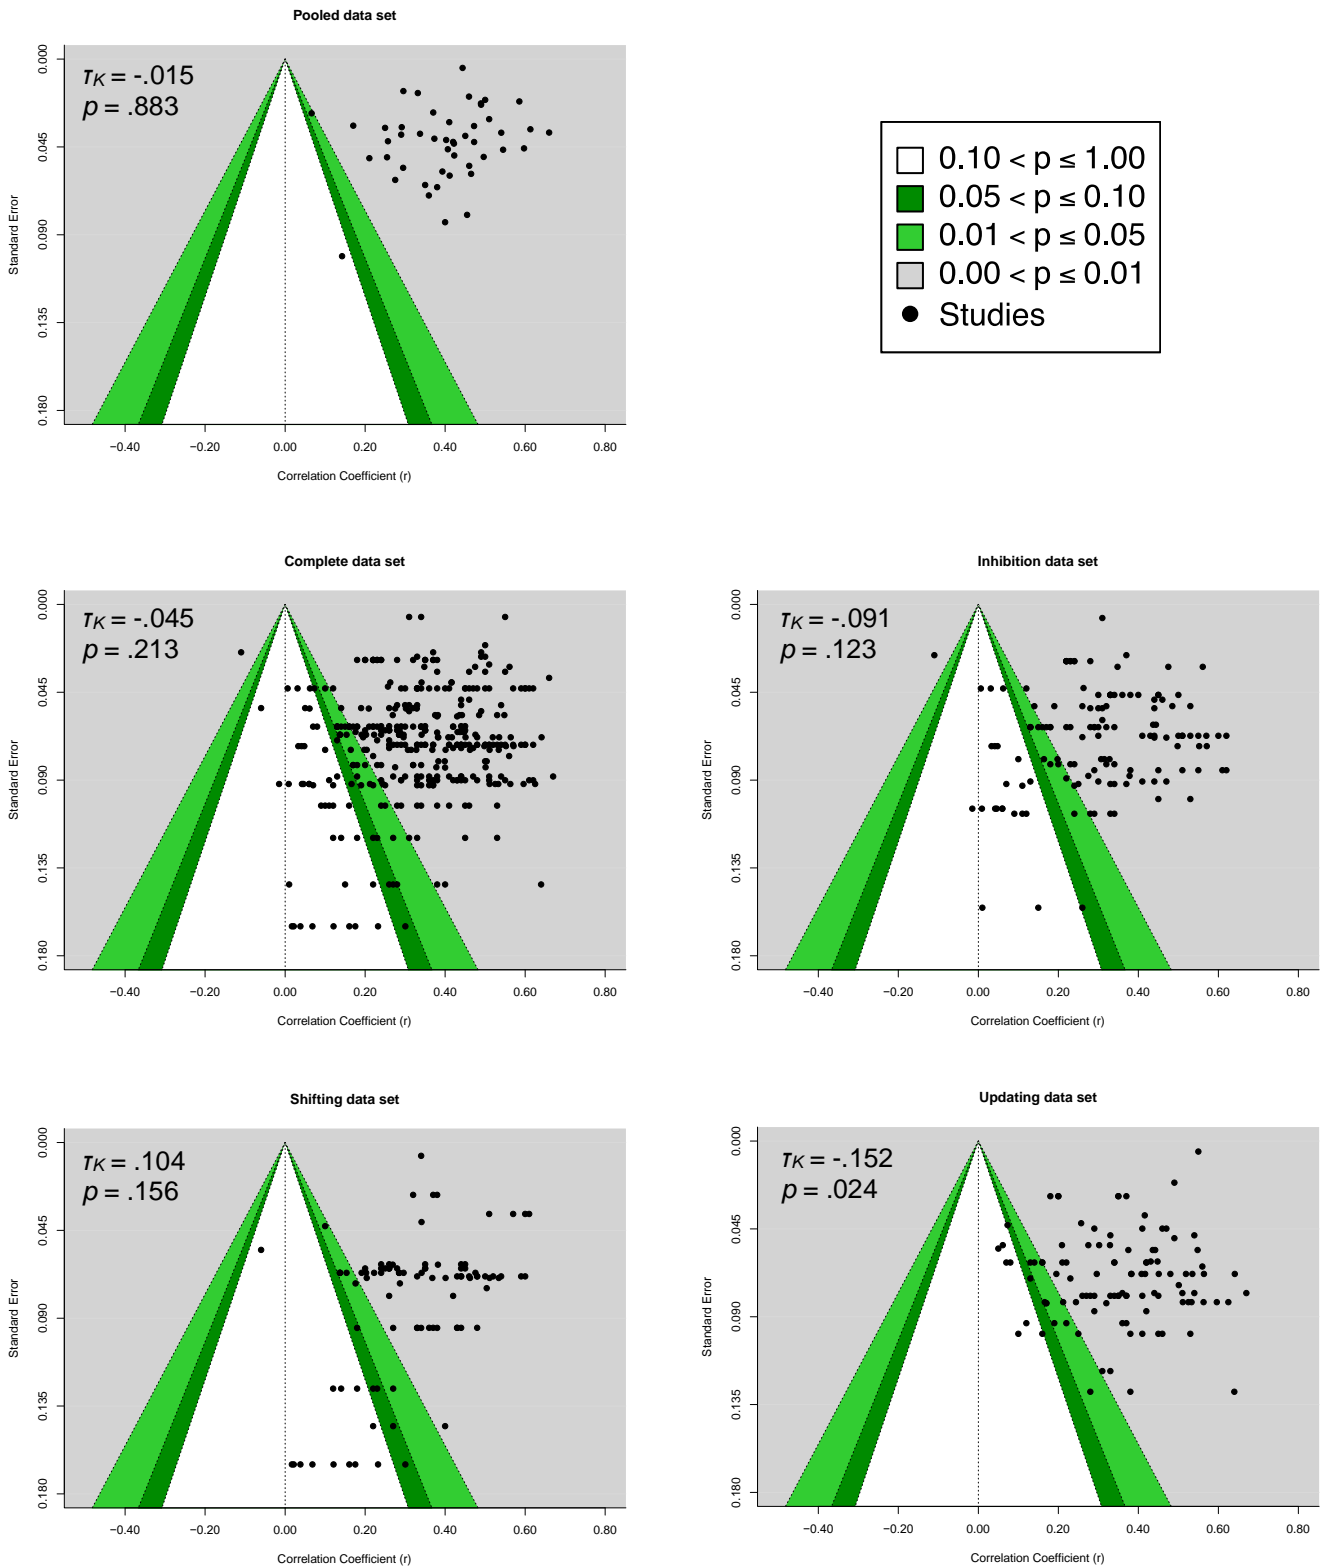 Pooled data set
τK = -.015
p = .883
0.000
0.045
0.090
0.135
0.180
Standard Error
−0.40 −0.20 0.00 0.20 0.40 0.60 0.80
Correlation Coefficient (r)
0.10 < p ≤ 1.00
0.05 < p ≤ 0.10
0.01 < p ≤ 0.05
0.00 < p ≤ 0.01
Studies
Complete data set
τK = -.045
p = .213
0.000
0.045
0.090
0.135
0.180
Standard Error
−0.40 −0.20 0.00 0.20 0.40 0.60 0.80
Correlation Coefficient (r)
Inhibition data set
τK = -.091
p = .123
0.000
0.045
0.090
0.135
0.180
Standard Error
−0.40 −0.20 0.00 0.20 0.40 0.60 0.80
Correlation Coefficient (r)
Shifting data set
τK = .104
p = .156
0.000
0.045
0.090
0.135
0.180
Standard Error
−0.40 −0.20 0.00 0.20 0.40 0.60 0.80
Correlation Coefficient (r)
Updating data set
τK = -.152
p = .024
0.000
0.045
0.090
0.135
0.180
Standard Error
−0.40 −0.20 0.00 0.20 0.40 0.60 0.80
Correlation Coefficient (r)